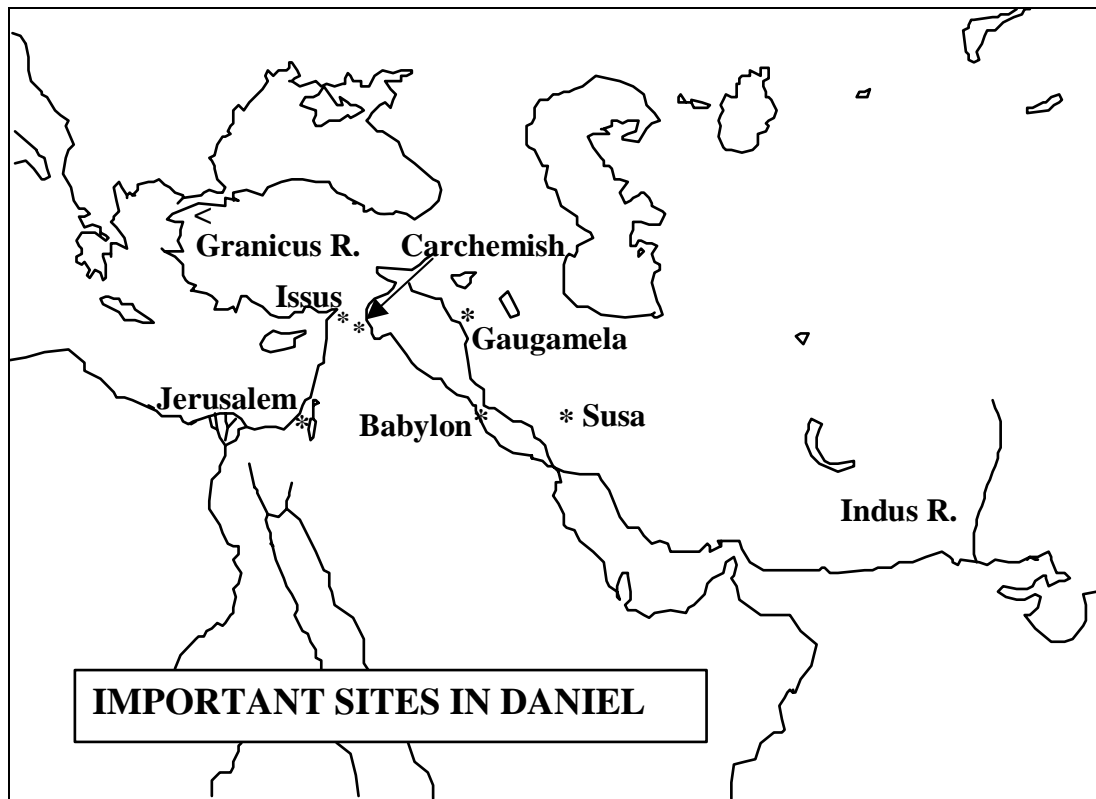 Granicus R.
Carchemish
Issus
*
*
*
Gaugamela
Jerusalem
*
Babylon
*
* Susa
Indus R.
IMPORTANT SITES IN DANIEL